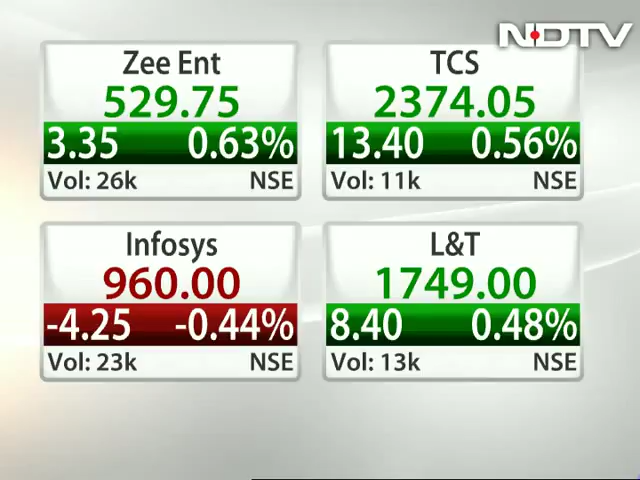 NDTV
Zee Ent
529.75
3.35 0.63%
Vol: 26k NSE
TCS
2374.05
13.40 0.56%
Vol: 11k NSE
Infosys
960.00
-4.25 -0.44%
Vol: 23k NSE
L&T
1749.00
8.40 0.48%
Vol: 13k NSE